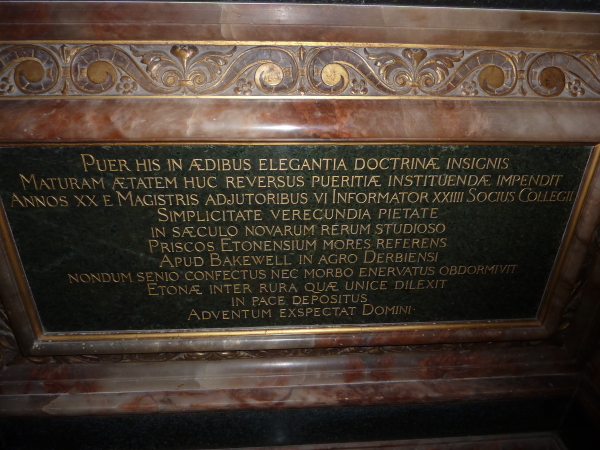 PUER HIS IN ÆDIBUS ELEGANTIA DOCTRINÆ INSIGNIS
MATURAM ÆTATEM HUC REVERSUS PUERITIÆ INSTITUENDÆ IMPENDIT
ANNOS XX E MAGISTRIS ADJUTORIBUS VI INFORMATOR XXIIII SOCIUS COLLEGII
SIMPLICITATE VERECUNDIA PIETATE
IN SÆCULO NOVARUM RERUM STUDIOSO
PRISCOS ETONENSIUM MORES REFERENS
APUD BAKEWELL IN AGRO DERBIENSI
NONDUM SENIO CONFECTUS NEC MORBO ENERVATUS OBDORMIVIT
ETONÆ INTER RURA QUÆ UNICE DILEXIT
IN PACE DEPOSITUS
ADVENTUM EXSPECTAT DOMINI·